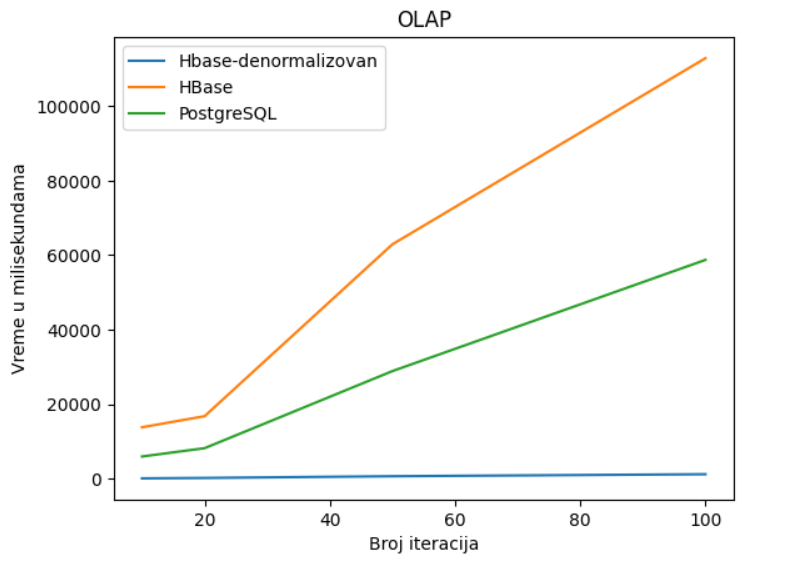 OLAP
Hbase-denormalizovan
HBase
PostgreSQL
100000
80000
60000
40000
20000
0
Vreme u milisekundama
20 40 60 80 100
Broj iteracija